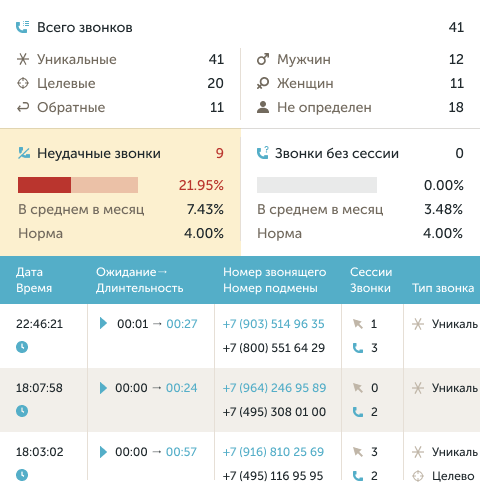 Всего звонков 41
Уникальные 41
Целевые 20
Обратные 11
Мужчин 12
Женщин 11
Не определен 18
Неудачные звонки 9
21.95%
В среднем в месяц 7.43%
Норма 4.00%
Звонки без сессии 0
0.00%
В среднем в месяц 3.48%
Норма 4.00%
Дата Ожидание→ Номер звонящего Сессии
Время Длительность Номер подмены Звонки Тип звонка
22:46:21 00:01 → 00:27 +7 (903) 514 96 35 1 Уникаль
+7 (800) 551 64 29 3
18:07:58 00:00 → 00:24 +7 (964) 246 95 89 0 Уникаль
+7 (495) 308 01 00 2
18:03:02 00:00 → 00:57 +7 (916) 810 25 69 3 Уникаль
+7 (495) 116 95 95 2 Целево